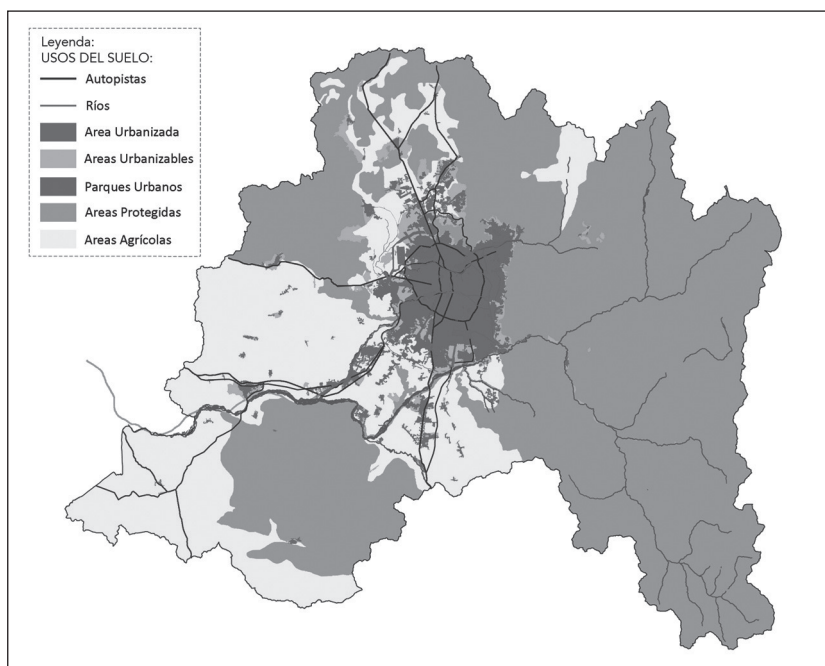 Leyenda:
USOS DEL SUELO:
Autopistas
Ríos
Area Urbanizada
Areas Urbanizables
Parques Urbanos
Areas Protegidas
Areas Agrícolas